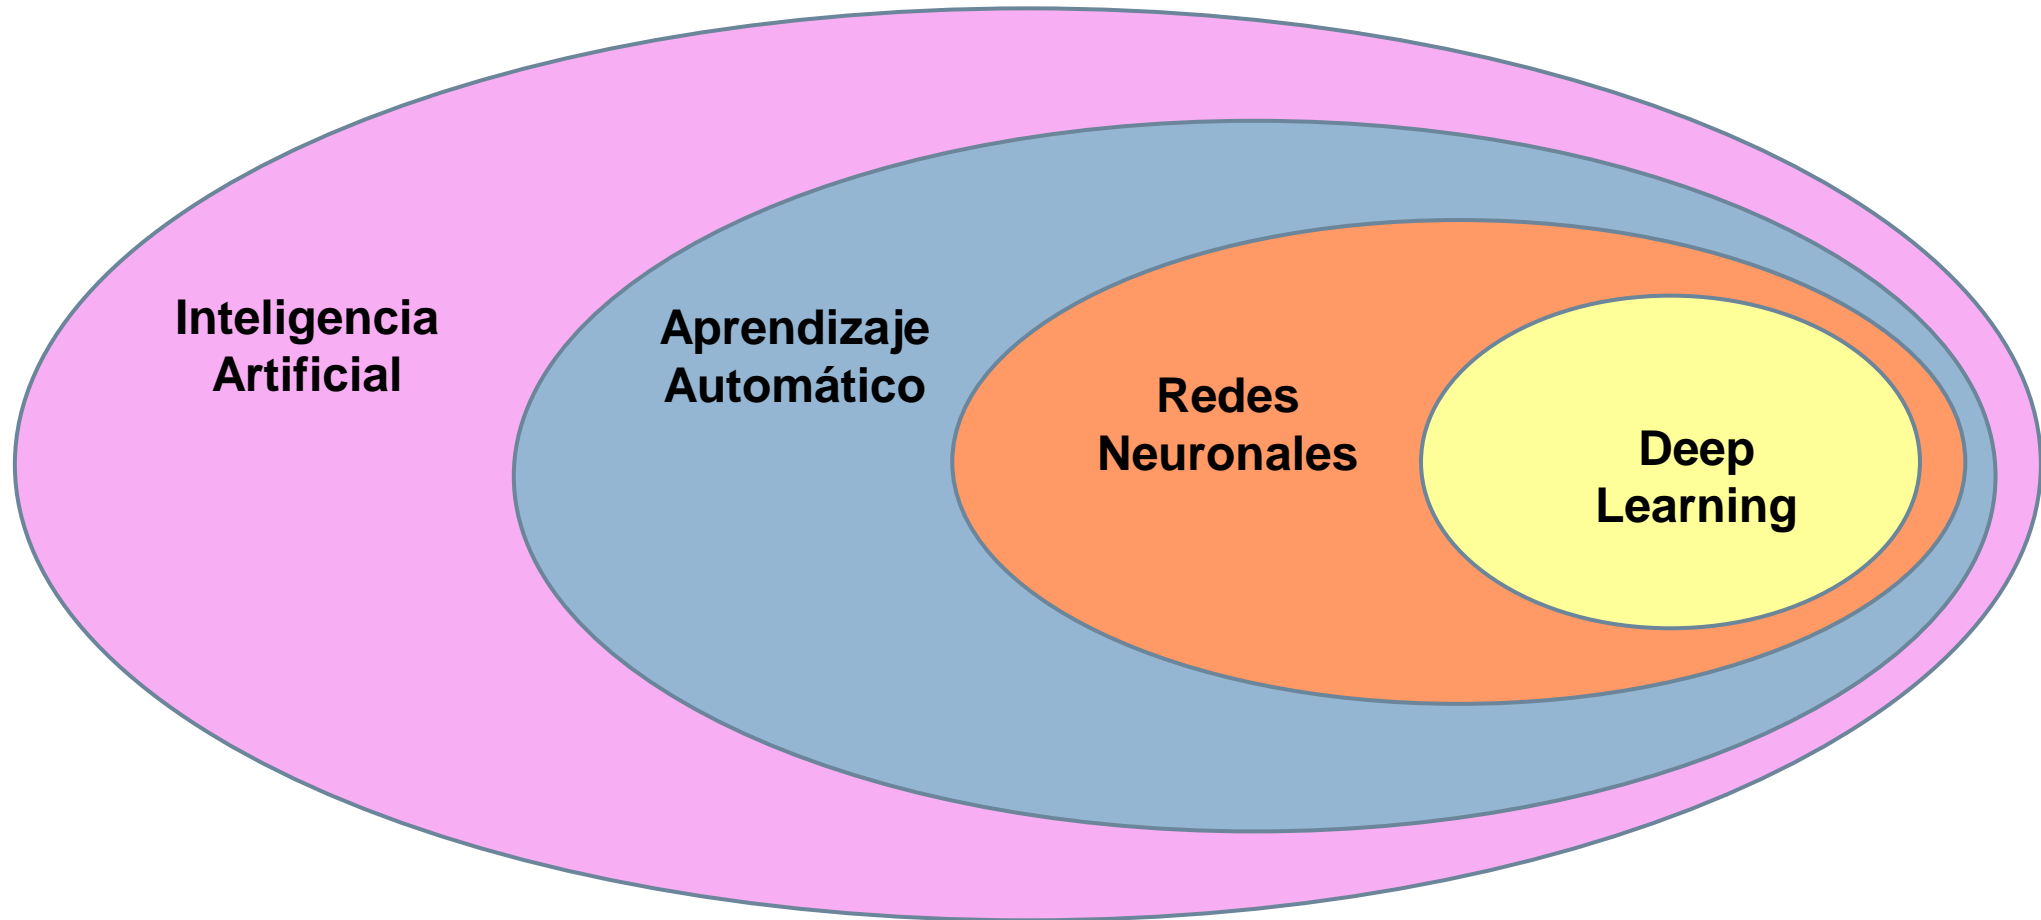 Inteligencia
Artificial
Aprendizaje
Automático
Redes
Neuronales
Deep
Learning